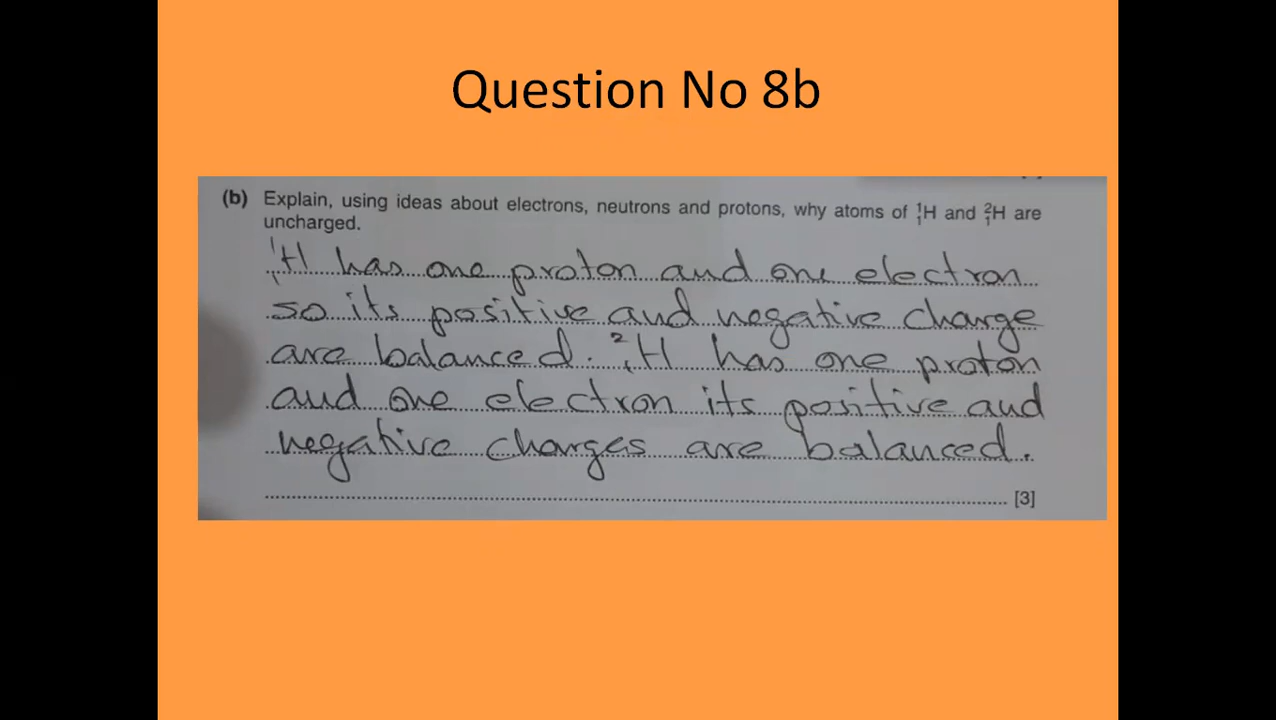 Question No 8b
(b) Explain, using ideas about electrons, neutrons and protons, why atoms of ¹₁H and ²₁H are
uncharged.
¹₁H has one proton and one electron
so its positive and negative charge
are balanced. ²₁H has one proton
and one electron its positive and
negative charges are balanced.
[3]